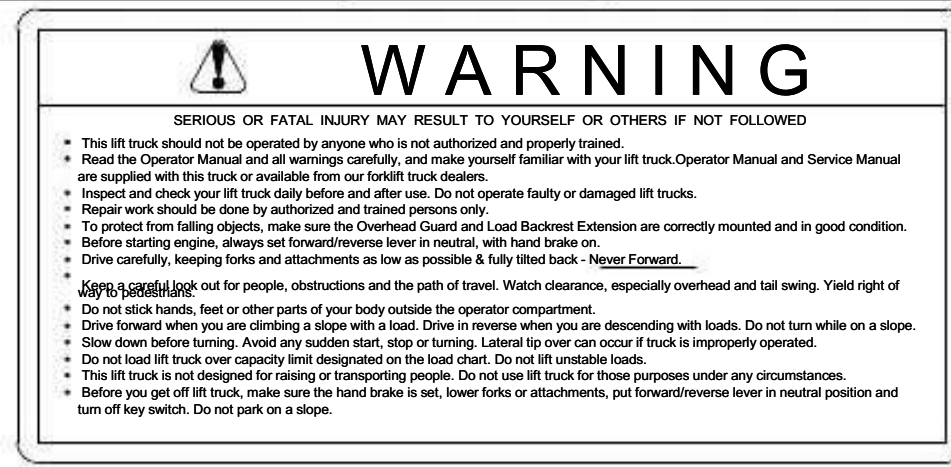 WARNING
SERIOUS OR FATAL INJURY MAY RESULT TO YOURSELF OR OTHERS IF NOT FOLLOWED
* This lift truck should not be operated by anyone who is not authorized and properly trained.
* Read the Operator Manual and all warnings carefully, and make yourself familiar with your lift truck.Operator Manual and Service Manual
are supplied with this truck or available from our forklift truck dealers.
* Inspect and check your lift truck daily before and after use. Do not operate faulty or damaged lift trucks.
* Repair work should be done by authorized and trained persons only.
* To protect from falling objects, make sure the Overhead Guard and Load Backrest Extension are correctly mounted and in good condition.
* Before starting engine, always set forward/reverse lever in neutral, with hand brake on.
* Drive carefully, keeping forks and attachments as low as possible & fully tilted back - Never Forward.
* Keep a careful look out for people, obstructions and the path of travel. Watch clearance, especially overhead and tail swing. Yield right of
way to pedestrians.
* Do not stick hands, feet or other parts of your body outside the operator compartment.
* Drive forward when you are climbing a slope with a load. Drive in reverse when you are descending with loads. Do not turn while on a slope.
* Slow down before turning. Avoid any sudden start, stop or turning. Lateral tip over can occur if truck is improperly operated.
* Do not load lift truck over capacity limit designated on the load chart. Do not lift unstable loads.
* This lift truck is not designed for raising or transporting people. Do not use lift truck for those purposes under any circumstances.
* Before you get off lift truck, make sure the hand brake is set, lower forks or attachments, put forward/reverse lever in neutral position and
turn off key switch. Do not park on a slope.